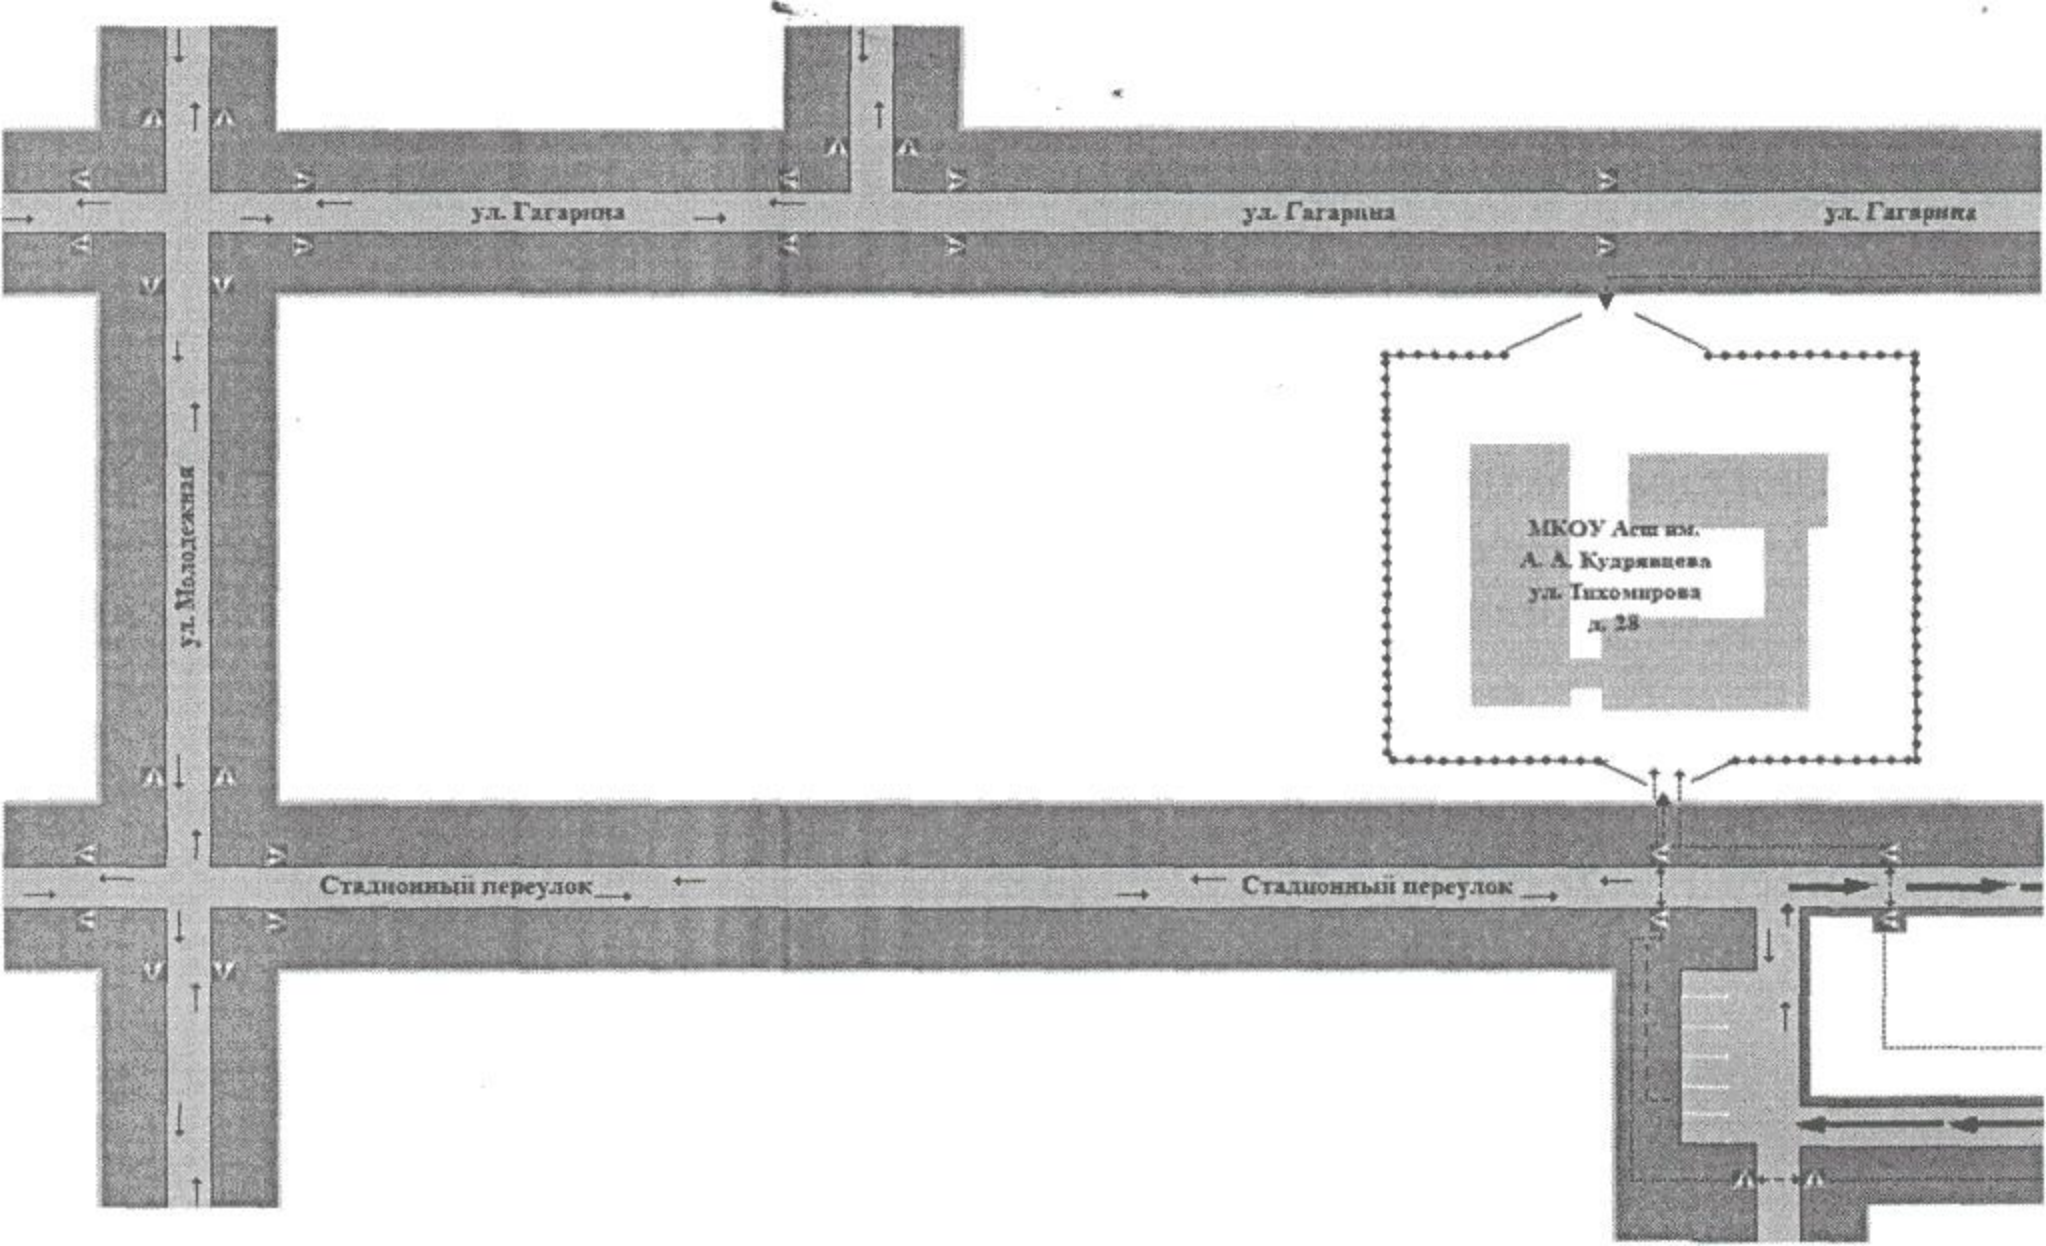 ул. Гагарина
ул. Гагарина
ул. Гагарина
ул. Молодежная
МКОУ Асш им.
А. А. Кудрявцева
ул. Тихомирова
д. 28
Стадионный переулок
Стадионный переулок